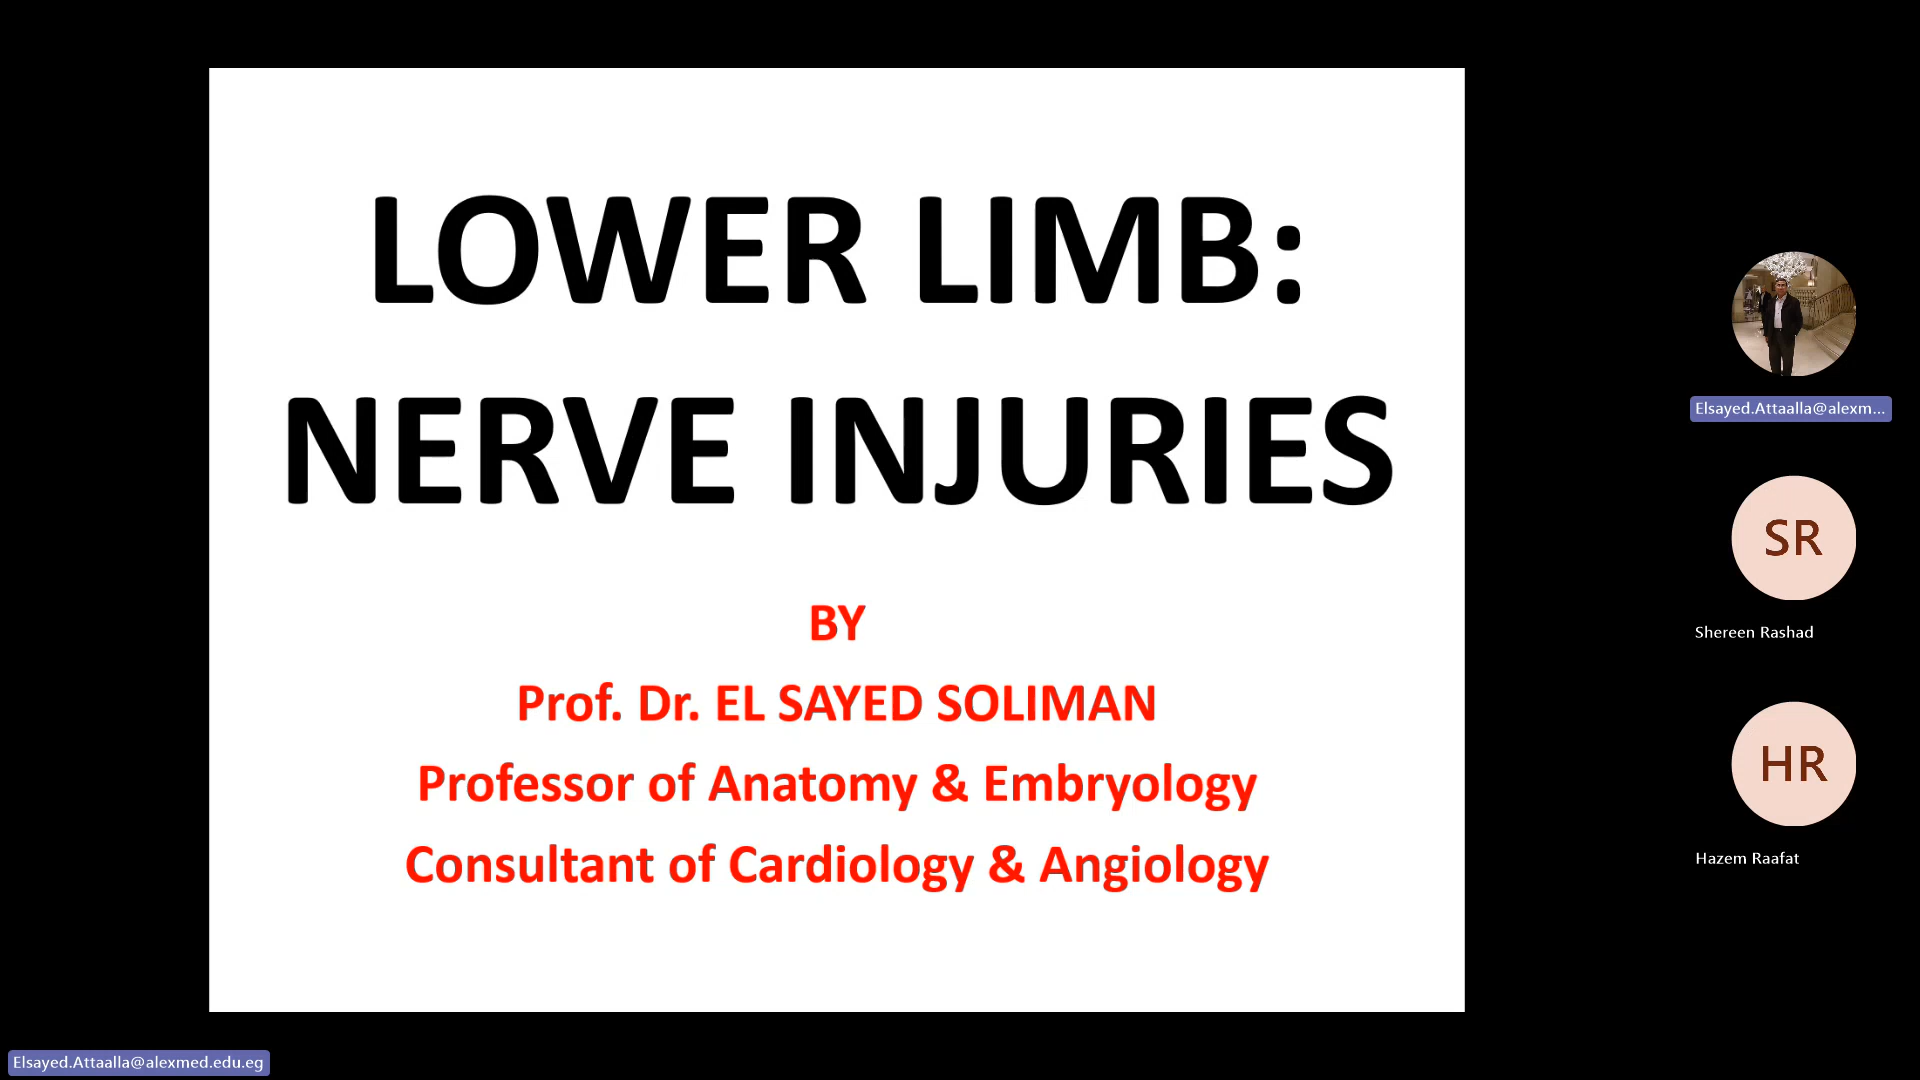 LOWER LIMB:
NERVE INJURIES
BY
Prof. Dr. EL SAYED SOLIMAN
Professor of Anatomy & Embryology
Consultant of Cardiology & Angiology
Elsayed.Attaalla@alexm...
SR
Shereen Rashad
HR
Hazem Raafat
Elsayed.Attaalla@alexmed.edu.eg